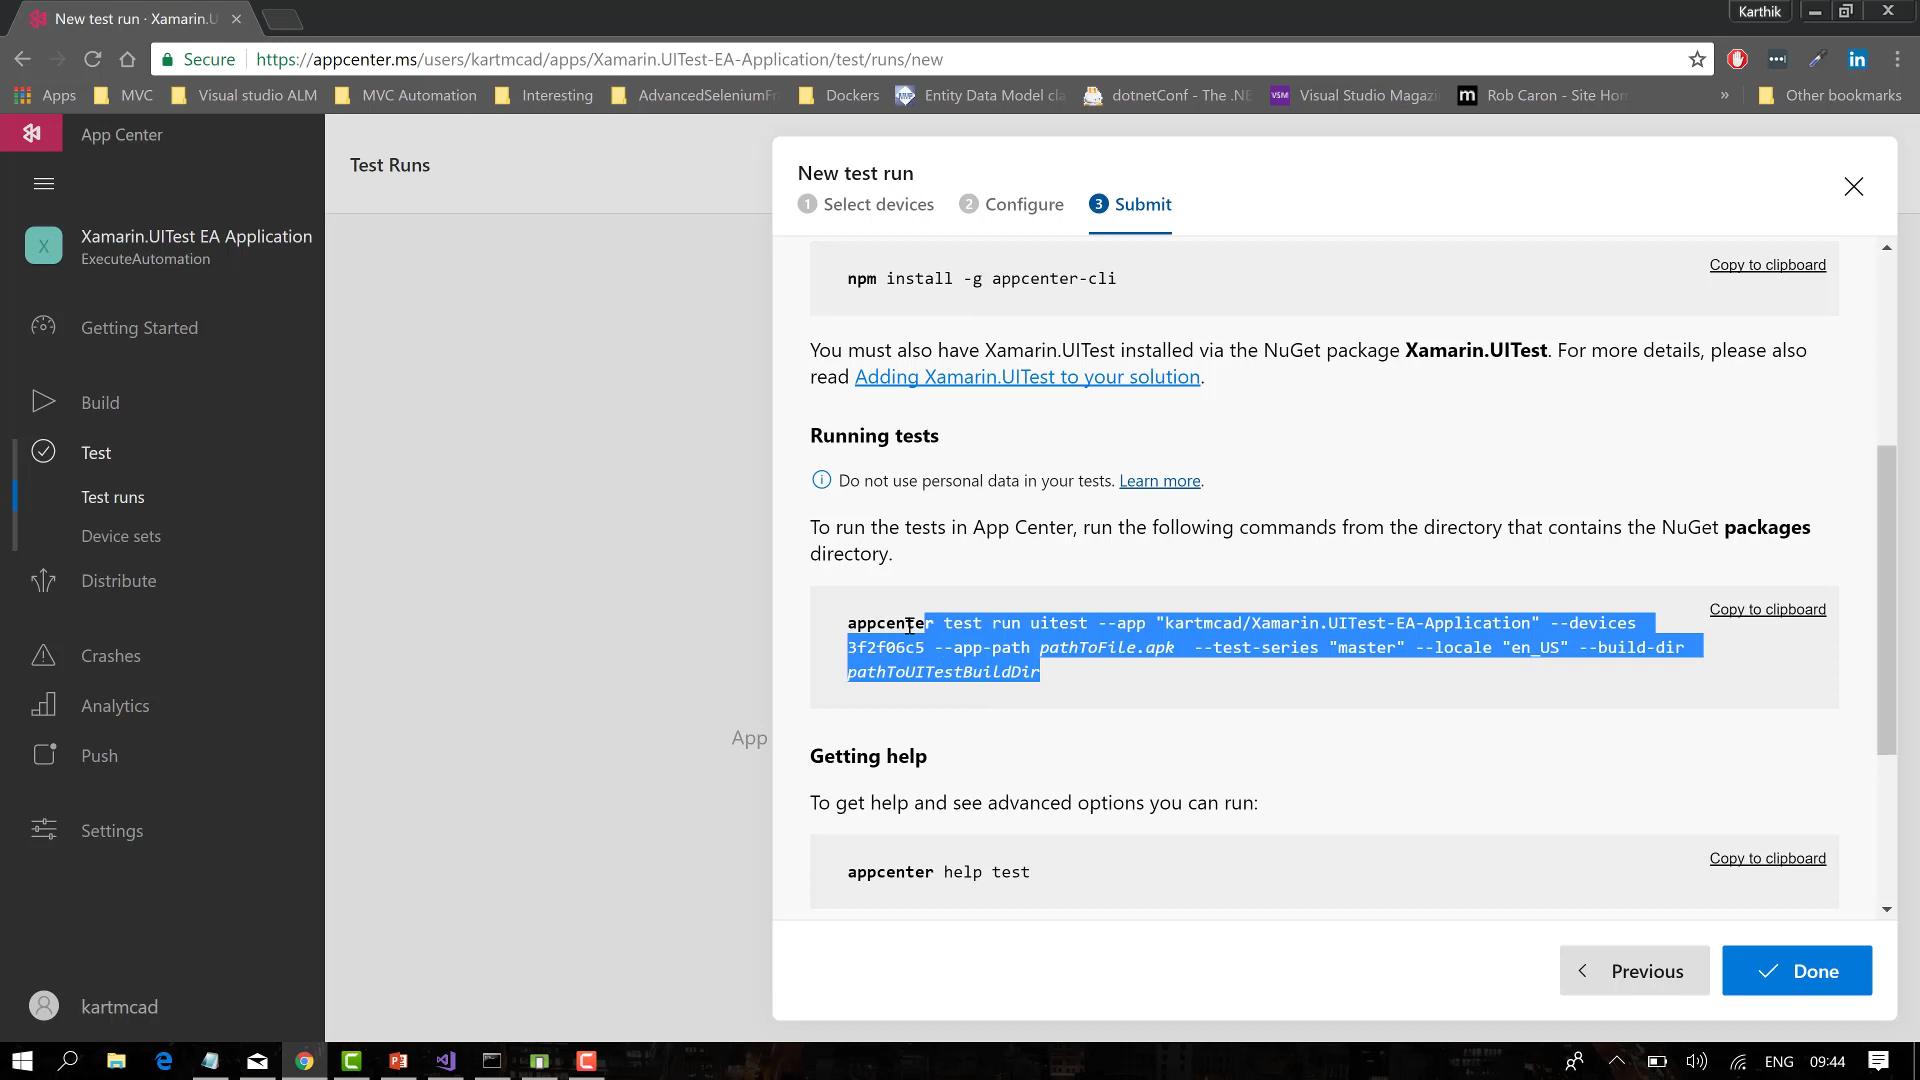 New test run · Xamarin.U
Karthik
Secure
https://appcenter.ms/users/kartmcad/apps/Xamarin.UITest-EA-Application/test/runs/new
Apps
MVC
Visual studio ALM
MVC Automation
Interesting
AdvancedSeleniumFr
Dockers
Entity Data Model cla
dotnetConf - The .NE
VSM
Visual Studio Magazi
m
Rob Caron - Site Hom
»
Other bookmarks
App Center
X
Xamarin.UITest EA Application
ExecuteAutomation
Getting Started
Build
Test
Test runs
Device sets
Distribute
Crashes
Analytics
Push
Settings
kartmcad
Test Runs
App
New test run
1 Select devices
2 Configure
3 Submit
npm install -g appcenter-cli
Copy to clipboard
You must also have Xamarin.UITest installed via the NuGet package Xamarin.UITest. For more details, please also
read Adding Xamarin.UITest to your solution.
Running tests
Do not use personal data in your tests. Learn more.
To run the tests in App Center, run the following commands from the directory that contains the NuGet packages
directory.
Copy to clipboard
appcenter test run uitest --app "kartmcad/Xamarin.UITest-EA-Application" --devices
3f2f06c5 --app-path pathToFile.apk --test-series "master" --locale "en_US" --build-dir
pathToUITestBuildDir
Getting help
To get help and see advanced options you can run:
Copy to clipboard
appcenter help test
Previous
Done
ENG
09:44